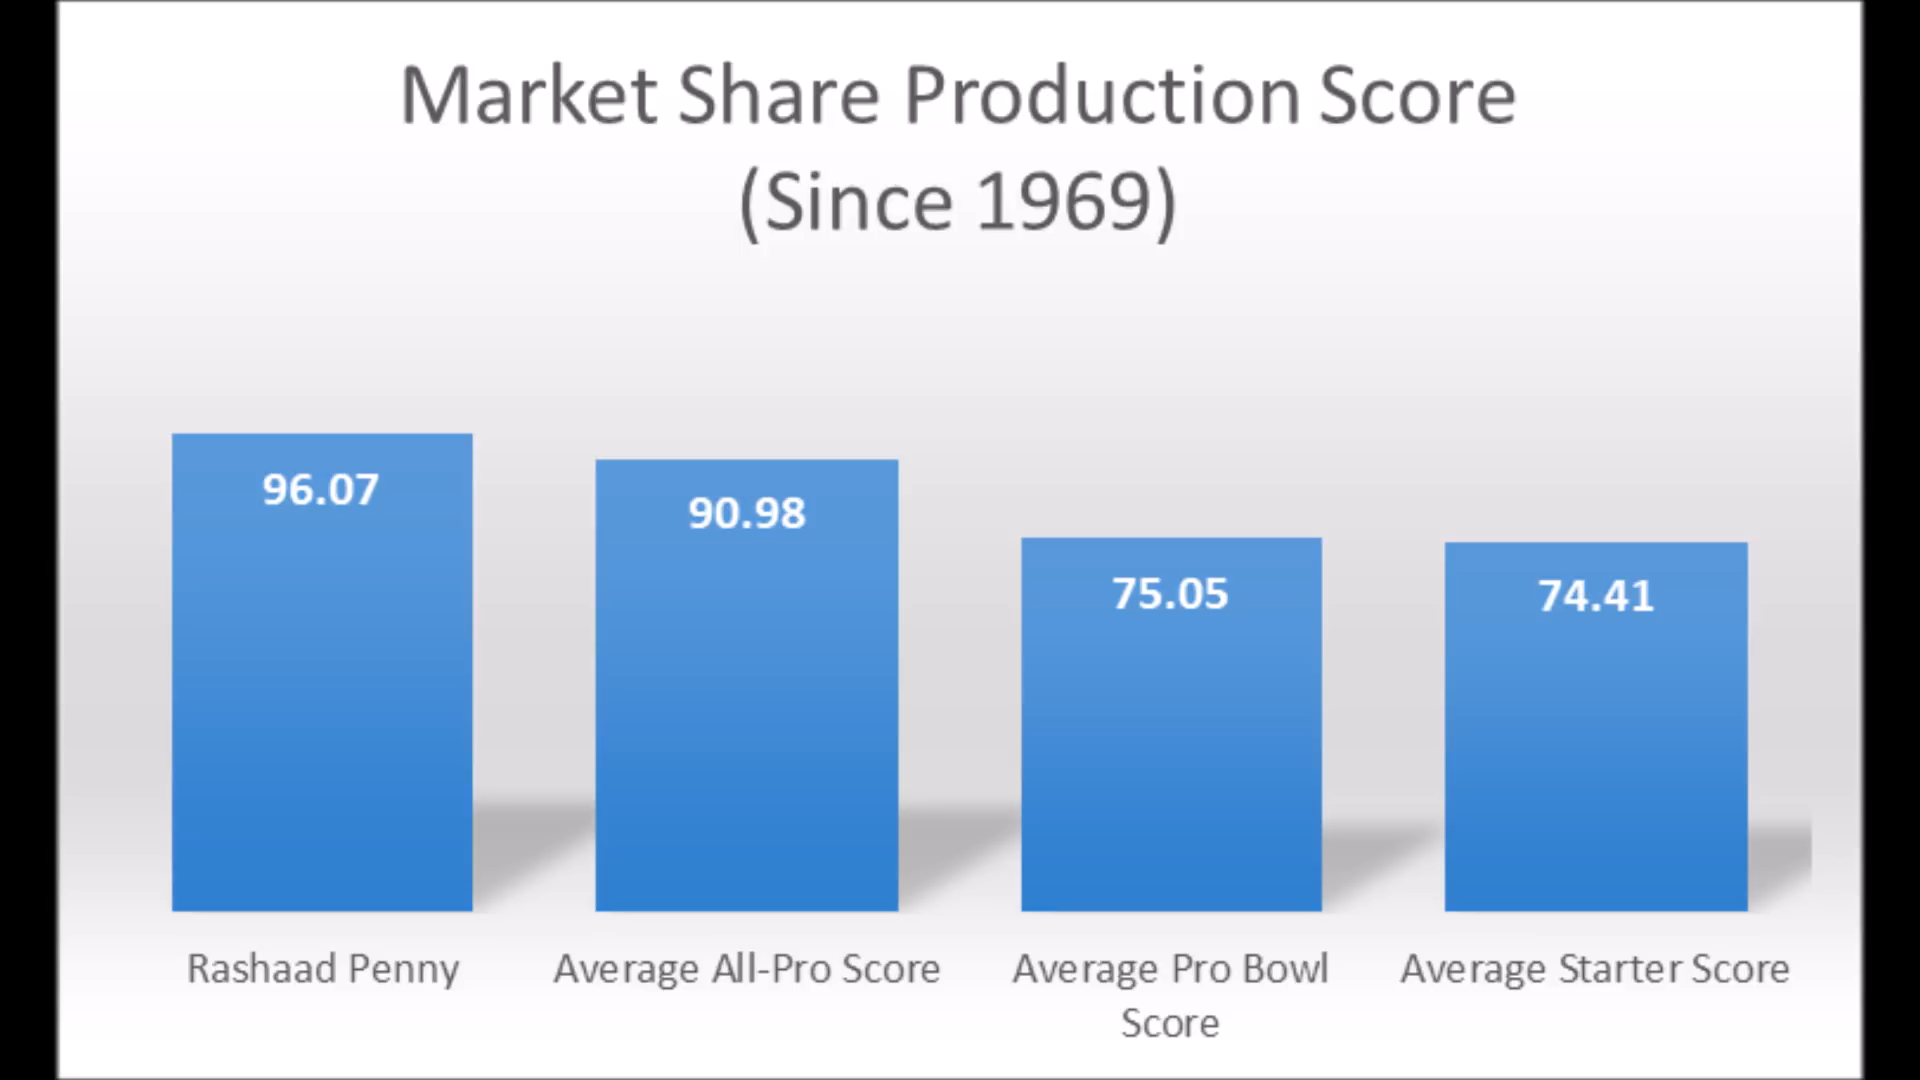 Market Share Production Score
(Since 1969)
96.07
90.98
75.05
74.41
Rashaad Penny
Average All-Pro Score
Average Pro Bowl
Score
Average Starter Score